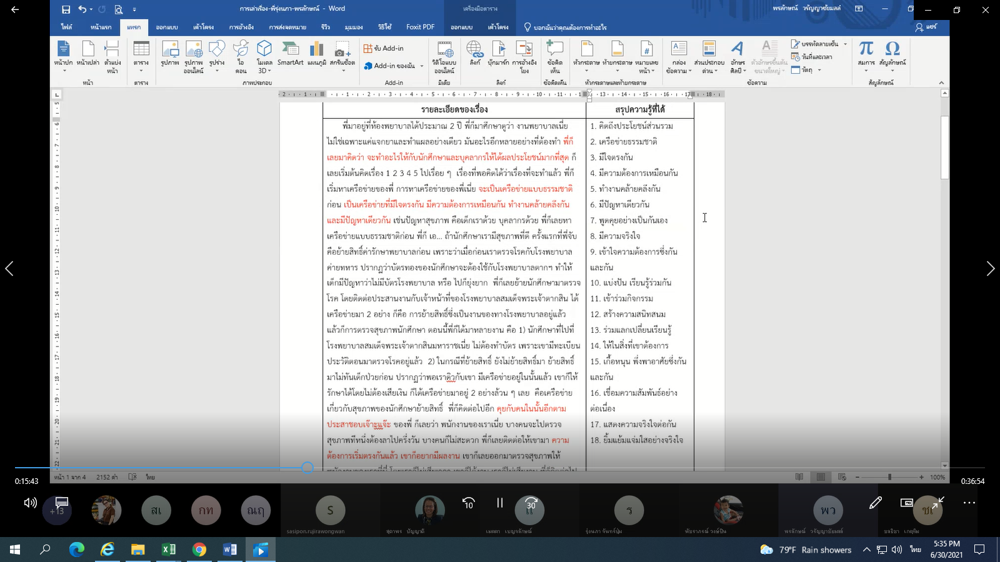 การเล่าเรื่อง-พี่รุ่งนภา-พรลักษณ์ - Word
เครื่องมือตาราง
พรลักษณ์ วรัญญาชัยมลล์
ไฟล์ หน้าแรก แทรก ออกแบบ เค้าโครง การอ้างอิง การส่งจดหมาย รีวิว มุมมอง วิธีใช้ Foxit PDF ออกแบบ เค้าโครง บอกฉันว่าคุณต้องการทำอะไร แชร์
หน้าปก หน้าเปล่า ตัวแบ่งหน้า
ตาราง
รูปภาพ รูปภาพออนไลน์ รูปร่าง ไอคอน โมเดล 3D SmartArt แผนภูมิ สกรีนช็อต
รับ Add-in
Add-in ของฉัน
วิดีโอแบบออนไลน์
ลิงก์ บุ๊กมาร์ก การอ้างอิงโยง
ข้อคิดเห็น
หัวกระดาษ ท้ายกระดาษ หมายเลขหน้า
กล่องข้อความ ส่วนประกอบด่วน อักษรศิลป์ ตัวอักษรขึ้นต้นขนาดใหญ่
บรรทัดลายเซ็น
วันที่และเวลา
วัตถุ
สมการ สัญลักษณ์
หน้า ตาราง ภาพประกอบ Add-in มีเดีย ลิงก์ ข้อคิดเห็น หัวกระดาษและท้ายกระดาษ ข้อความ สัญลักษณ์
รายละเอียดของเรื่อง
พี่มาอยู่ที่ห้องพยาบาลได้ประมาณ 2 ปี พี่ก็มาศึกษาดูว่า งานพยาบาลเนี่ย
ไม่ใช่เฉพาะแค่แจกยาและทำแผลอย่างเดียว มันอะไรอีกหลายอย่างที่ต้องทำ พี่ก็
เลยมาคิดว่า จะทำอะไรให้กับนักศึกษาและบุคลากรให้ได้ผลประโยชน์มากที่สุด ก็
เลยเริ่มต้นคิดเรื่อง 1 2 3 4 5 ไปเรื่อย ๆ เรื่องที่พอคิดได้ว่าเรื่องที่จะทำแล้ว พี่ก็
เริ่มหาเครือข่ายของพี่ การหาเครือข่ายของพี่เนี่ย จะเป็นเครือข่ายแบบธรรมชาติ
ก่อน เป็นเครือข่ายที่มีใจตรงกัน มีความต้องการเหมือนกัน ทำงานคล้ายคลึงกัน
และมีปัญหาเดียวกัน เช่นปัญหาสุขภาพ คือเด็กเราด้วย บุคลากรด้วย พี่ก็เลยหา
เครือข่ายแบบธรรมชาติก่อน พี่ก็ เอ... ถ้านักศึกษาเรามีสุขภาพที่ดี ครั้งแรกที่พี่จับ
คือย้ายสิทธิ์ค่ารักษาพยาบาลก่อน เพราะว่าเมื่อก่อนเราตรวจโรคกับโรงพยาบาล
ค่ายทหาร ปรากฏว่าบัตรทองของนักศึกษาจะต้องใช้กับโรงพยาบาลตากฯ ทำให้
เด็กมีปัญหาว่าไม่มีบัตรโรงพยาบาล หรือ ไปก็ยุ่งยาก พี่ก็เลยย้ายนักศึกษามาตรวจ
โรค โดยติดต่อประสานงานกับเจ้าหน้าที่ของโรงพยาบาลสมเด็จพระเจ้าตากสิน ได้
เครือข่ายมา 2 อย่าง ก็คือ การย้ายสิทธิ์ซึ่งเป็นงานของทางโรงพยาบาลอยู่แล้ว
แล้วก็การตรวจสุขภาพนักศึกษา ตอนนี้พี่ก็ได้มาหลายงาน คือ 1) นักศึกษาที่ไปที่
โรงพยาบาลสมเด็จพระเจ้าตากสินมหาราชเนี่ย ไม่ต้องทำบัตร เพราะเขามีทะเบียน
ประวัติตอนมาตรวจโรคอยู่แล้ว 2) ในกรณีที่ย้ายสิทธิ์ ยังไม่ย้ายสิทธิ์มา ย้ายสิทธิ์
มาไม่ทันเด็กป่วยก่อน ปรากฏว่าพอเราติวกับเขา มีเครือข่ายอยู่ในนั้นแล้ว เขาก็ให้
รักษาได้โดยไม่ต้องเสียเงิน ก็ได้เครือข่ายมาอยู่ 2 อย่างล้วน ๆ เลย คือเครือข่าย
เกี่ยวกับสุขภาพของนักศึกษาย้ายสิทธิ์ พี่ก็คิดต่อไปอีก คุยกับคนในนั้นอีกตาม
ประสาชอบเจ๊าะแจ๊ะ ของพี่ ก็เลยว่า พนักงานของเราเนี่ย บางคนจะไปตรวจ
สุขภาพทีหนึ่งต้องลาไปครึ่งวัน บางคนก็ไม่สะดวก พี่ก็เลยติดต่อให้เขามา ความ
ต้องการเริ่มตรงกันแล้ว เขาก็อยากมีผลงาน เขาก็เลยออกมาตรวจสุขภาพให้
สรุปความรู้ที่ได้
1. คิดถึงประโยชน์ส่วนรวม
2. เครือข่ายธรรมชาติ
3. มีใจตรงกัน
4. มีความต้องการเหมือนกัน
5. ทำงานคล้ายคลึงกัน
6. มีปัญหาเดียวกัน
7. พูดคุยอย่างเป็นกันเอง
8. มีความจริงใจ
9. เข้าใจความต้องการซึ่งกัน
และกัน
10. แบ่งปัน เรียนรู้ร่วมกัน
11. เข้าร่วมกิจกรรม
12. สร้างความสนิทสนม
13. ร่วมแลกเปลี่ยนเรียนรู้
14. ให้ในสิ่งที่เขาต้องการ
15. เกื้อหนุน พึ่งพาอาศัยซึ่งกัน
และกัน
16. เชื่อมความสัมพันธ์อย่าง
ต่อเนื่อง
17. แสดงความจริงใจต่อกัน
18. ยิ้มแย้มแจ่มใสอย่างจริงใจ
หน้า 1 จาก 4 2152 คำ ไทย 100%
0:15:43 0:36:54
+13 สเ กท ณฤ S ร พว ชเ
10 30
sasipon.rujirawongwan
สุดาพร ปัญญาดี
เมตตา เบญจลักษณ์
รุ่งนภา จันทร์ปุ่ม
พัชราภรณ์ วงษ์ปัน
พรลักษณ์ วรัญญาชัยมลล์
ชลธิชา เกตุทิม
79°F Rain showers ไทย 5:35 PM
6/30/2021